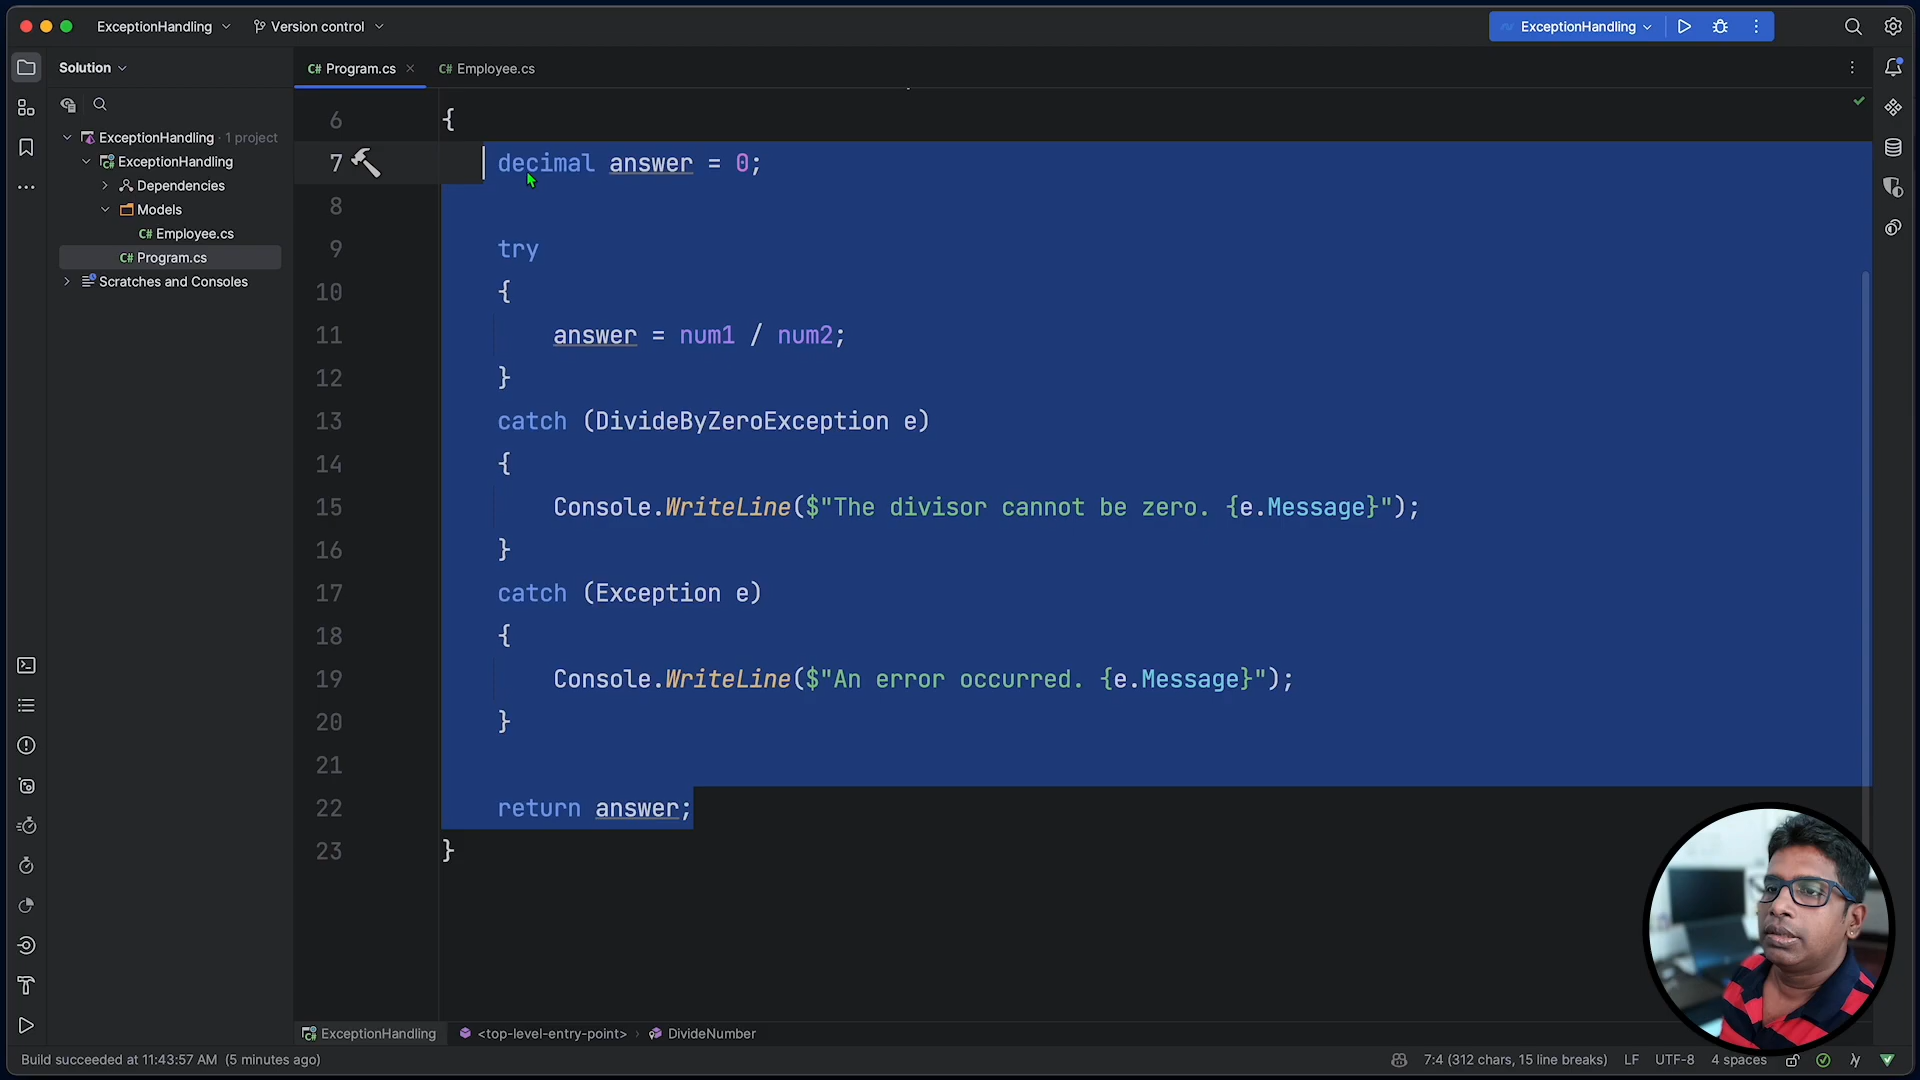 ExceptionHandling
Version control
ExceptionHandling
Solution
C# Program.cs
C# Employee.cs
ExceptionHandling · 1 project
ExceptionHandling
Dependencies
Models
C# Employee.cs
C# Program.cs
Scratches and Consoles
6 {
7 decimal answer = 0;
8
9 try
10 {
11 answer = num1 / num2;
12 }
13 catch (DivideByZeroException e)
14 {
15 Console.WriteLine($"The divisor cannot be zero. {e.Message}");
16 }
17 catch (Exception e)
18 {
19 Console.WriteLine($"An error occurred. {e.Message}");
20 }
21
22 return answer;
23 }
ExceptionHandling
<top-level-entry-point>
DivideNumber
Build succeeded at 11:43:57 AM (5 minutes ago)
7:4 (312 chars, 15 line breaks)
LF
UTF-8
4 spaces